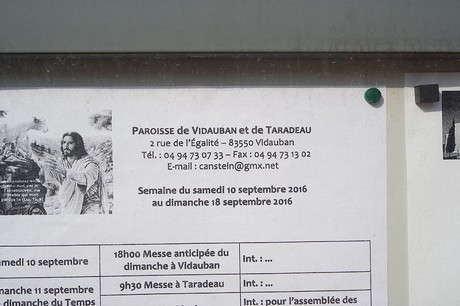 PAROISSE de VIDAUBAN et de TARADEAU
2 rue de l'Égalité – 83550 Vidauban
Tél. : 04 94 73 07 33 – Fax : 04 94 73 13 02
E-mail : canstein@gmx.net
Semaine du samedi 10 septembre 2016
au dimanche 18 septembre 2016
amedi 10 septembre
18h00 Messe anticipée du
dimanche à Vidauban
Int. : ...
manche 11 septembre
9h30 Messe à Taradeau
Int. : ...
dimanche du Temps
Int. : pour l'assemblée des